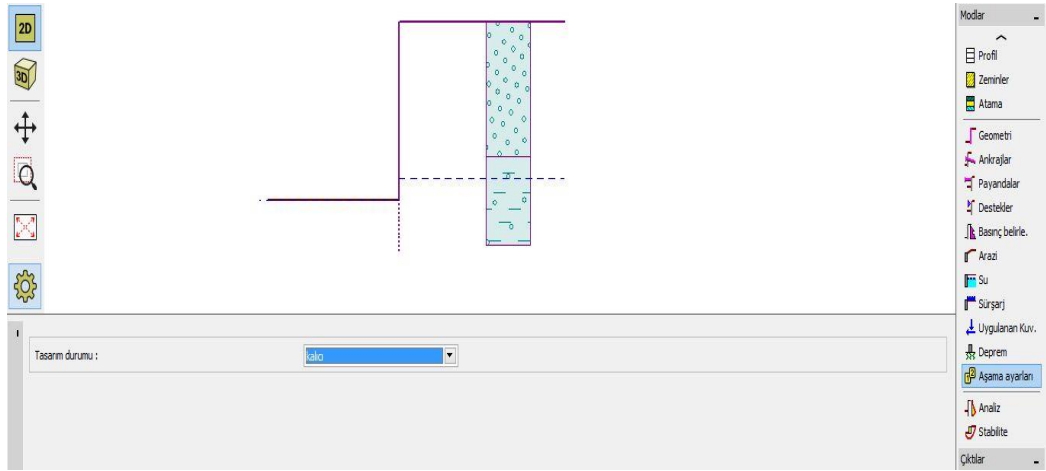 2D
3D
Tasarım durumu :
kalıcı
Modlar
Profil
Zeminler
Atama
Geometri
Ankrajlar
Payandalar
Destekler
Basınç belirle.
Arazi
Su
Sürşarj
Uygulanan Kuv.
Deprem
Aşama ayarları
Analiz
Stabilite
Çıktılar